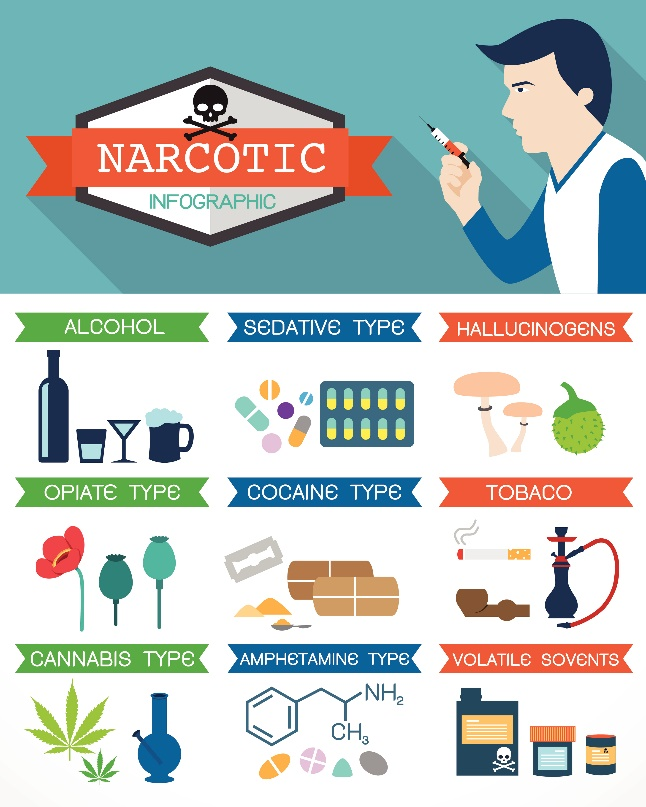 NARCOTIC
INFOGRAPHIC
ALCOHOL
SEDATIVE TYPE
HALLUCINOGENS
OPIATE TYPE
COCAINE TYPE
TOBACO
CANNABIS TYPE
AMPHETAMINE TYPE
VOLATILE SOVENTS
NH₂
CH₃